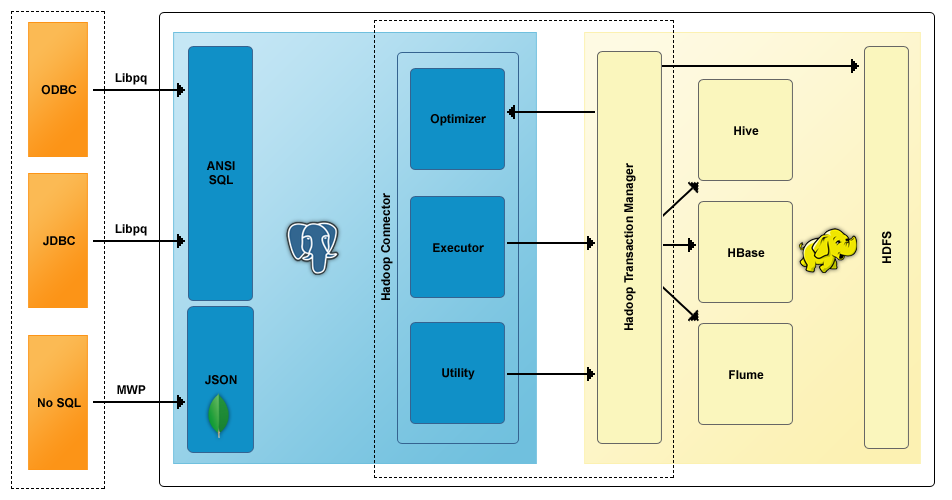 ODBC
Libpq
JDBC
Libpq
No SQL
MWP
ANSI
SQL
JSON
Hadoop Connector
Optimizer
Executor
Utility
Hadoop Transaction Manager
Hive
HBase
Flume
HDFS